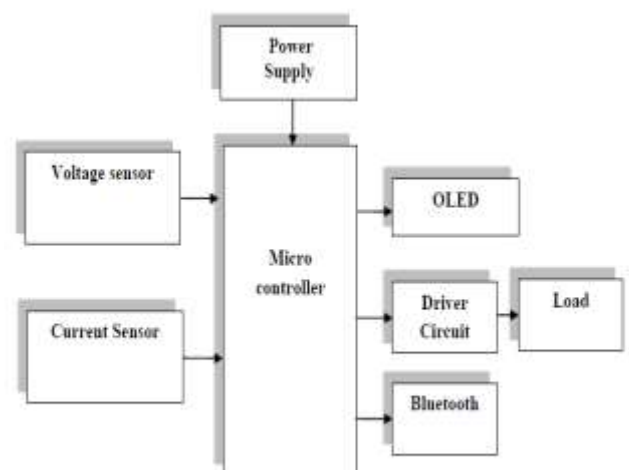 Power
Supply
Voltage sensor
OLED
Micro
controller
Current Sensor
Driver
Circuit
Load
Bluetooth